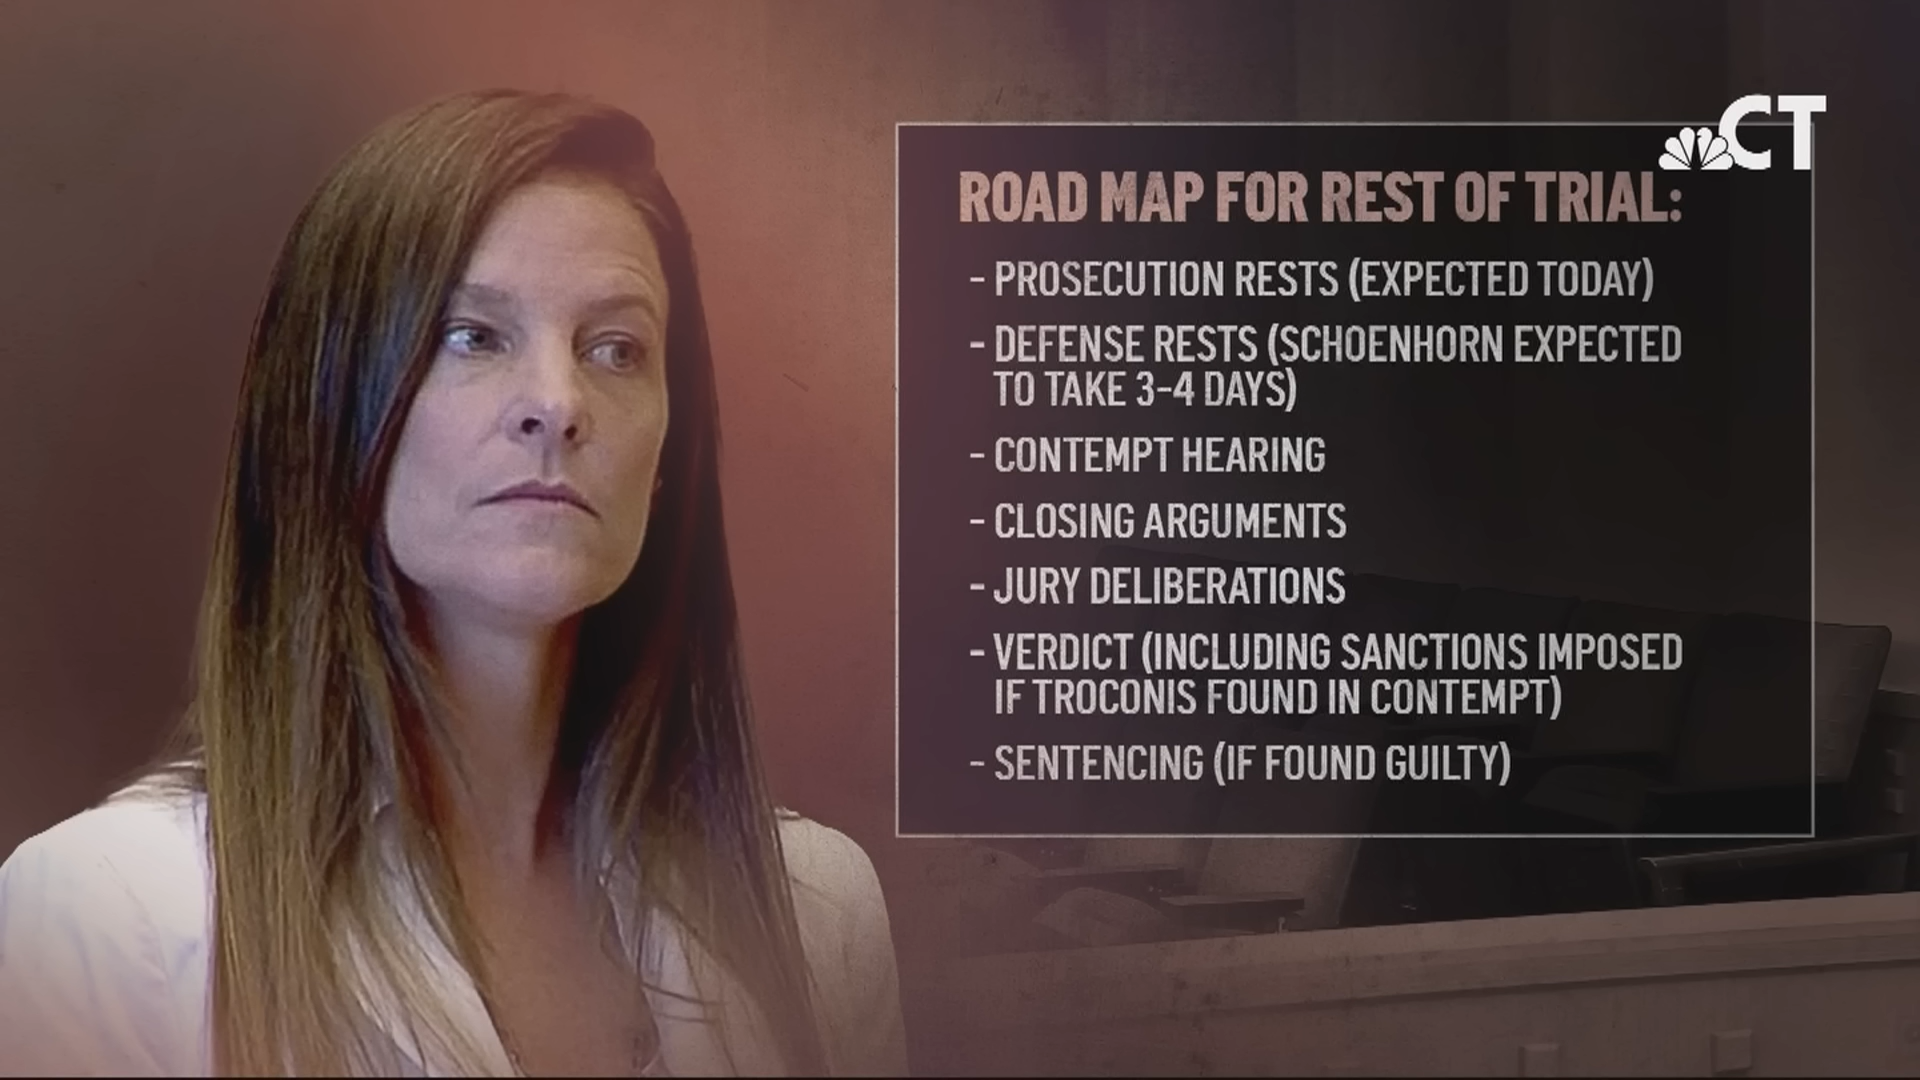 CT
ROAD MAP FOR REST OF TRIAL:
- PROSECUTION RESTS (EXPECTED TODAY)
- DEFENSE RESTS (SCHOENHORN EXPECTED
TO TAKE 3-4 DAYS)
- CONTEMPT HEARING
- CLOSING ARGUMENTS
- JURY DELIBERATIONS
- VERDICT (INCLUDING SANCTIONS IMPOSED
IF TROCONIS FOUND IN CONTEMPT)
- SENTENCING (IF FOUND GUILTY)